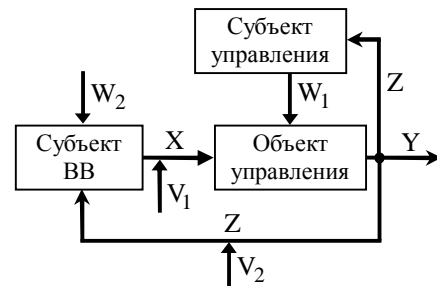 Субъект
управления
W2
W1
Z
Субъект
ВВ
X
Объект
управления
Y
V1
Z
V2